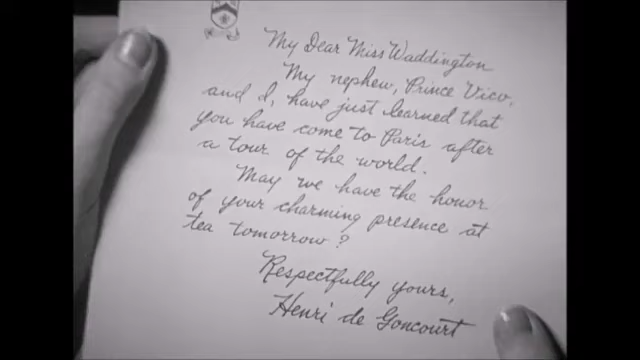 My Dear Miss Waddington
My nephew, Prince Vico,
and I, have just learned that
you have come to Paris after
a tour of the world.
May we have the honor
of your charming presence at
tea tomorrow?
Respectfully yours,
Henri de Goncourt